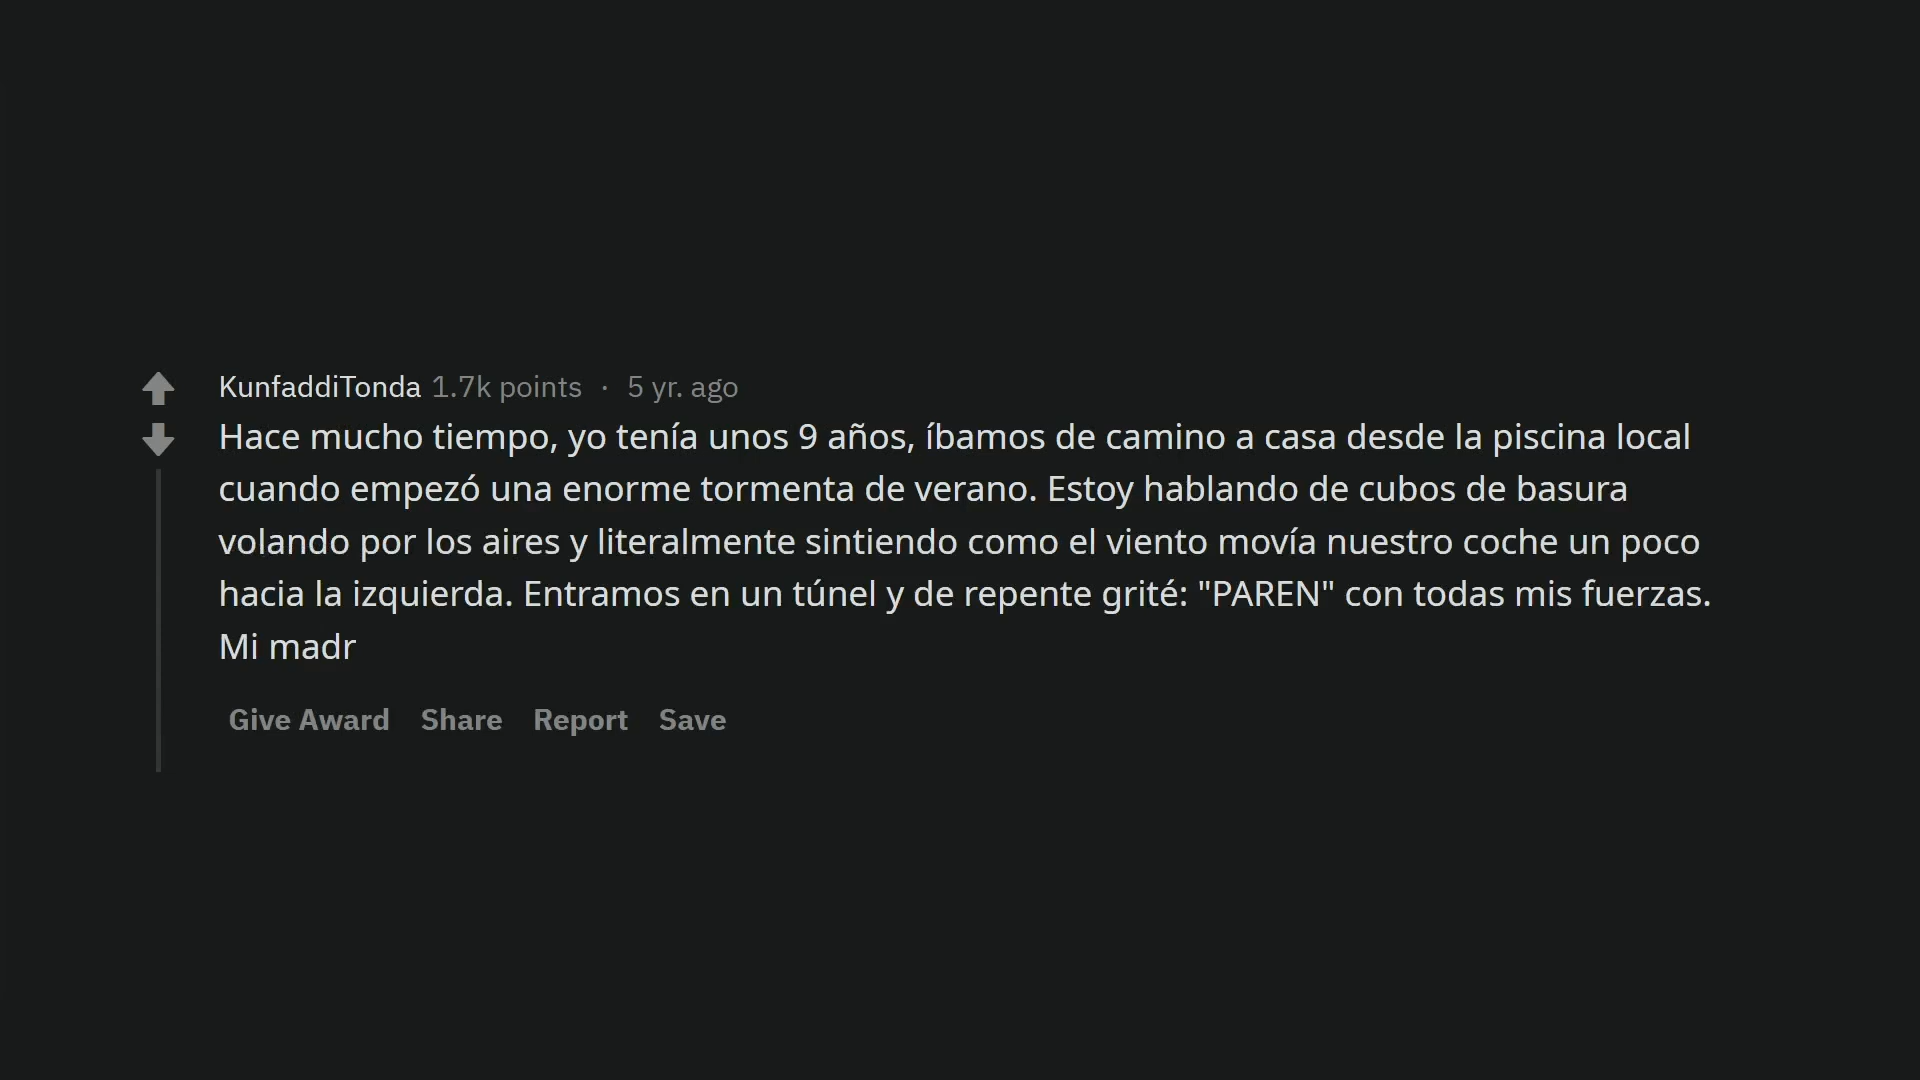 KunfaddiTonda 1.7k points · 5 yr. ago
Hace mucho tiempo, yo tenía unos 9 años, íbamos de camino a casa desde la piscina local
cuando empezó una enorme tormenta de verano. Estoy hablando de cubos de basura
volando por los aires y literalmente sintiendo como el viento movía nuestro coche un poco
hacia la izquierda. Entramos en un túnel y de repente grité: "PAREN" con todas mis fuerzas.
Mi madr
Give Award Share Report Save